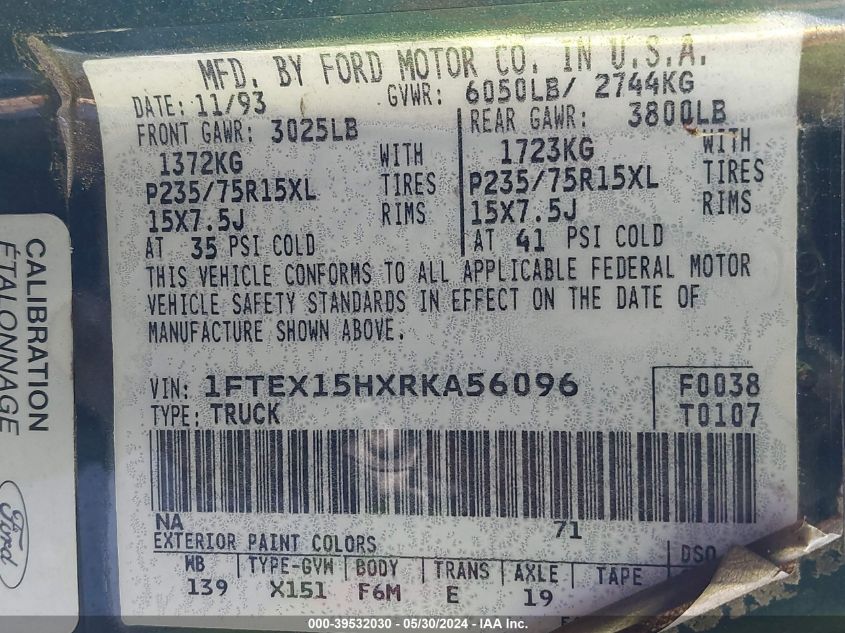 MFD. BY FORD MOTOR CO. IN U.S.A.
DATE: 11/93 GVWR: 6050LB/ 2744KG
FRONT GAWR: 3025LB REAR GAWR: 3800LB
1372KG WITH 1723KG WITH
P235/75R15XL TIRES P235/75R15XL TIRES
15X7.5J RIMS 15X7.5J RIMS
AT 35 PSI COLD AT 41 PSI COLD
THIS VEHICLE CONFORMS TO ALL APPLICABLE FEDERAL MOTOR
VEHICLE SAFETY STANDARDS IN EFFECT ON THE DATE OF
MANUFACTURE SHOWN ABOVE.
VIN: 1FTEX15HXRKA56096 F0038
TYPE: TRUCK T0107
NA 71
EXTERIOR PAINT COLORS DSO
WB TYPE-GVW BODY TRANS AXLE TAPE
139 X151 F6M E 19
CALIBRATION
ÉTALONNAGE
Ford
000-39532030 - 05/30/2024 - IAA Inc.